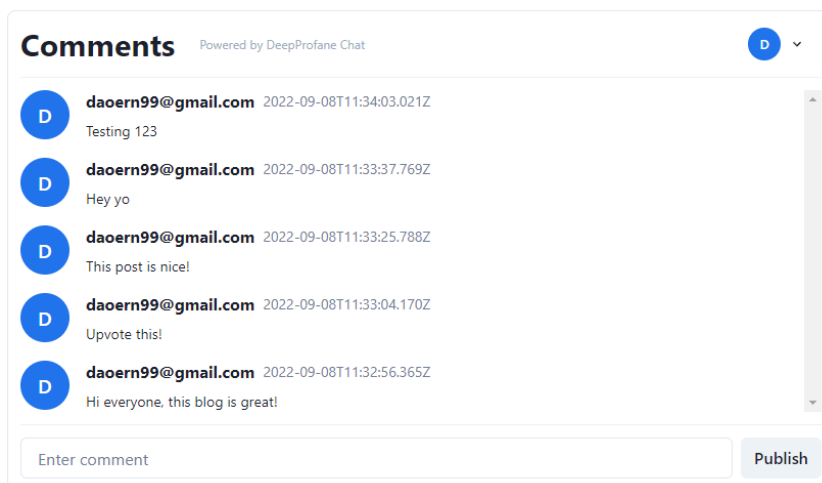 Comments Powered by DeepProfane Chat D
D daoern99@gmail.com 2022-09-08T11:34:03.021Z
Testing 123
D daoern99@gmail.com 2022-09-08T11:33:37.769Z
Hey yo
D daoern99@gmail.com 2022-09-08T11:33:25.788Z
This post is nice!
D daoern99@gmail.com 2022-09-08T11:33:04.170Z
Upvote this!
D daoern99@gmail.com 2022-09-08T11:32:56.365Z
Hi everyone, this blog is great!
Enter comment Publish